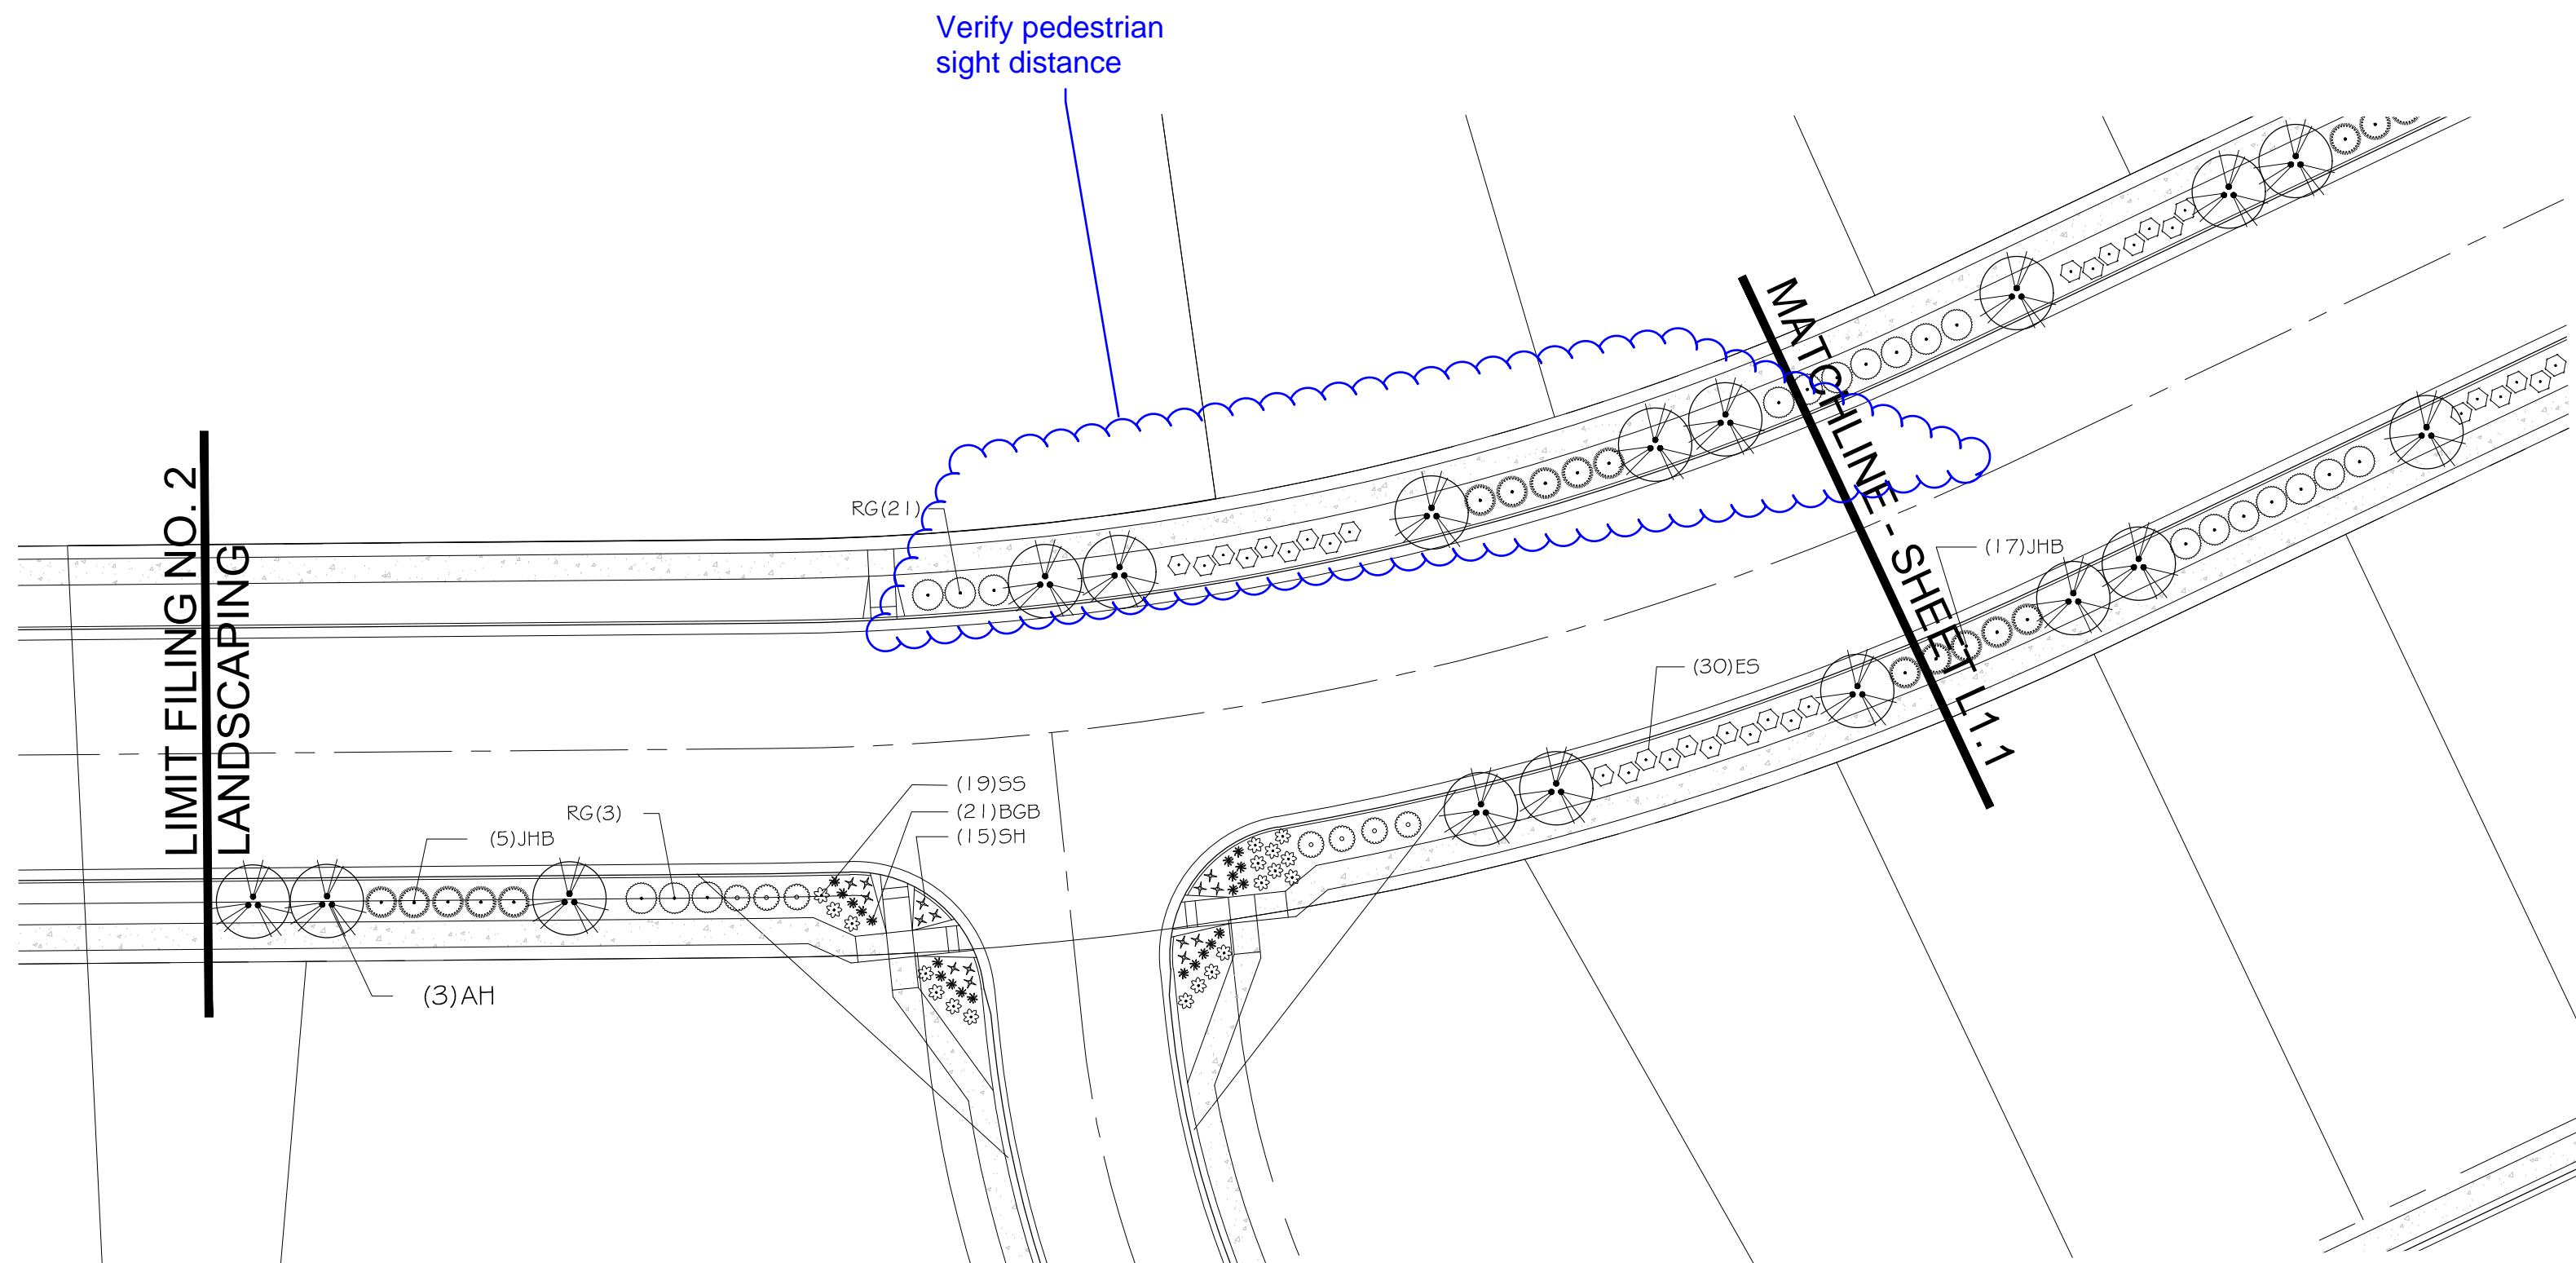 Verify pedestrian
sight distance
LIMIT FILING NO. 2
LANDSCAPING
MATCHLINE - SHEET L1.1
RG(21)
(17)JHB
(30)ES
(19)SS
(21)BGB
(15)SH
RG(3)
(5)JHB
(3)AH